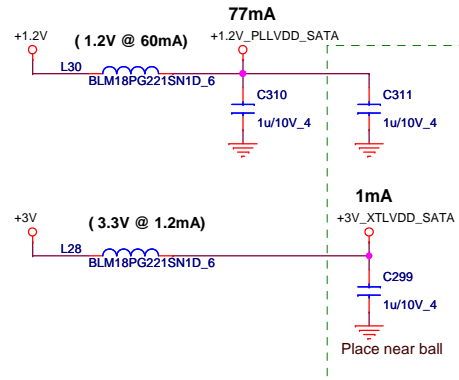 77mA
+1.2V
( 1.2V @ 60mA)
+1.2V_PLLVDD_SATA
L30
BLM18PG221SN1D_6
C310
1u/10V_4
C311
1u/10V_4
1mA
+3V
( 3.3V @ 1.2mA)
+3V_XTLVDD_SATA
L28
BLM18PG221SN1D_6
C299
1u/10V_4
Place near ball